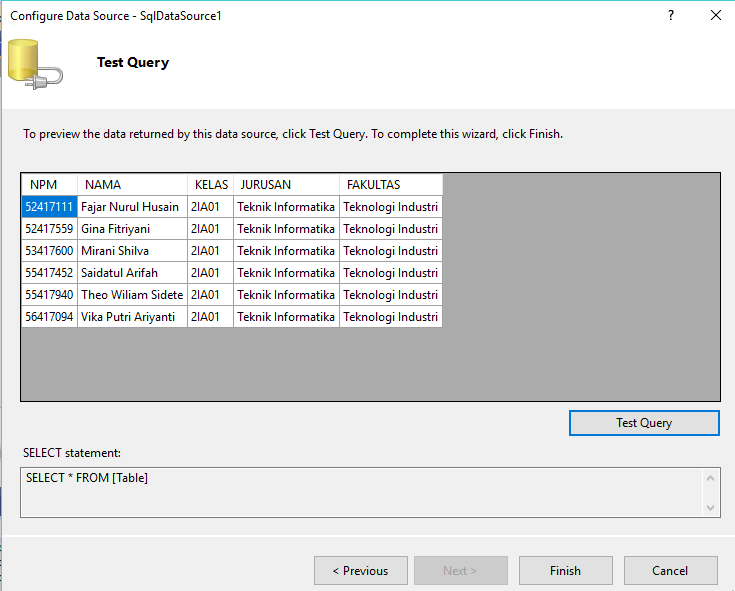 Configure Data Source - SqlDataSource1 ?
Test Query
To preview the data returned by this data source, click Test Query. To complete this wizard, click Finish.
NPM NAMA KELAS JURUSAN FAKULTAS
52417111 Fajar Nurul Husain 2IA01 Teknik Informatika Teknologi Industri
52417559 Gina Fitriyani 2IA01 Teknik Informatika Teknologi Industri
53417600 Mirani Shilva 2IA01 Teknik Informatika Teknologi Industri
55417452 Saidatul Arifah 2IA01 Teknik Informatika Teknologi Industri
55417940 Theo Wiliam Sidete 2IA01 Teknik Informatika Teknologi Industri
56417094 Vika Putri Ariyanti 2IA01 Teknik Informatika Teknologi Industri
Test Query
SELECT statement:
SELECT * FROM [Table]
< Previous Next > Finish Cancel